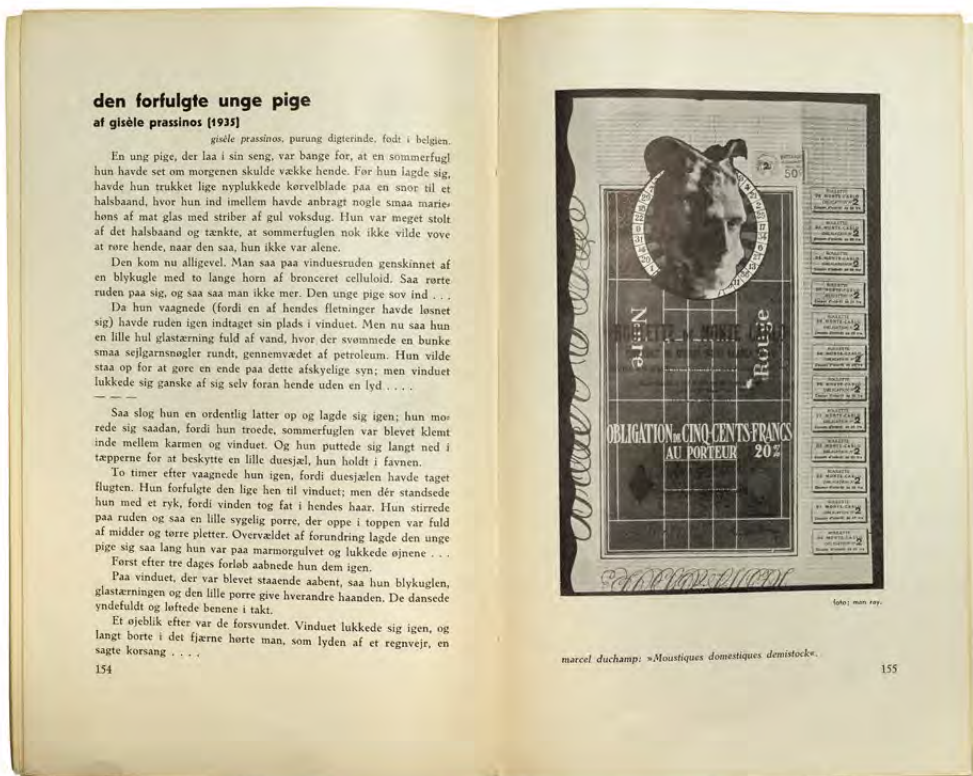 den forfulgte unge pige
af gisèle prassinos [1935]
gisèle prassinos, purung digterinde, født i belgien.
En ung pige, der laa i sin seng, var bange for, at en sommerfugl
hun havde set om morgenen skulde vække hende. Før hun lagde sig,
havde hun trukket lige nyplukkede kørvelblade paa en snor til et
halsbaand, hvor hun ind imellem havde anbragt nogle smaa marie-
høns af mat glas med striber af gul voksdug. Hun var meget stolt
af det halsbaand og tænkte, at sommerfuglen nok ikke vilde vove
at røre hende, naar den saa, hun ikke var alene.
Den kom nu alligevel. Man saa paa vinduesruden genskinnet af
en blykugle med to lange horn af bronceret celluloid. Saa rørte
ruden paa sig, og saa saa man ikke mer. Den unge pige sov ind . . .
Da hun vaagnede (fordi en af hendes fletninger havde løsnet
sig) havde ruden igen indtaget sin plads i vinduet. Men nu saa hun
en lille hul glastærning fuld af vand, hvor der svømmede en bunke
smaa sejlgarnsnøgler rundt, gennemvædet af petroleum. Hun vilde
staa op for at gøre en ende paa dette afskyelige syn; men vinduet
lukkede sig ganske af sig selv foran hende uden en lyd . . . .
— — —
Saa slog hun en ordentlig latter op og lagde sig igen; hun mo-
rede sig saadan, fordi hun troede, sommerfuglen var blevet klemt
inde mellem karmen og vinduet. Og hun puttede sig langt ned i
tæpperne for at beskytte en lille duesjæl, hun holdt i favnen.
To timer efter vaagnede hun igen, fordi duesjælen havde taget
flugten. Hun forfulgte den lige hen til vinduet; men dér standsede
hun med et ryk, fordi vinden tog fat i hendes haar. Hun stirrede
paa ruden og saa en lille sygelig porre, der oppe i toppen var fuld
af midder og tørre pletter. Overvældet af forundring lagde den unge
pige sig saa lang hun var paa marmorgulvet og lukkede øjnene . . .
Først efter tre dages forløb aabnede hun dem igen.
Paa vinduet, der var blevet staaende aabent, saa hun blykuglen,
glastærningen og den lille porre give hverandre haanden. De dansede
yndefuldt og løftede benene i takt.
Et øjeblik efter var de forsvundet. Vinduet lukkede sig igen, og
langt borte i det fjærne hørte man, som lyden af et regnvejr, en
sagte korsang . . . .
154
50
Noir
Rouge
ROULETTE DE MONTE CARLO
OBLIGATION DE CINQ CENTS FRANCS
AU PORTEUR 20%
ROULETTE
DE MONTE-CARLO
OBLIGATION N° 2
foto: man ray.
marcel duchamp: »Moustiques domestiques demistock«.
155